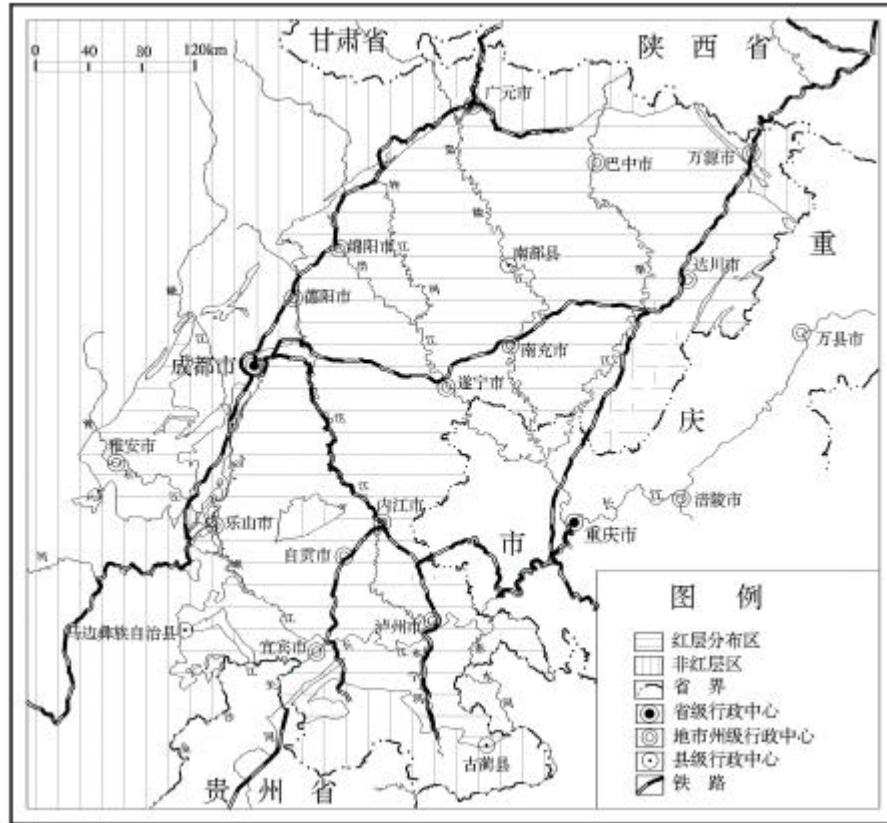 0 40 80 120km
甘肃省
陕西省
广元市
巴中市
万源市
绵阳市
南部县
达川市
重
德阳市
万县市
成都市
南充市
遂宁市
庆
雅安市
涪陵市
长 江
内江市
乐山市
重庆市
市
自贡市
泸州市
马边彝族自治县
宜宾市
长
江
古蔺县
贵州省
图 例
红层分布区
非红层区
省 界
省级行政中心
地市州级行政中心
县级行政中心
铁 路